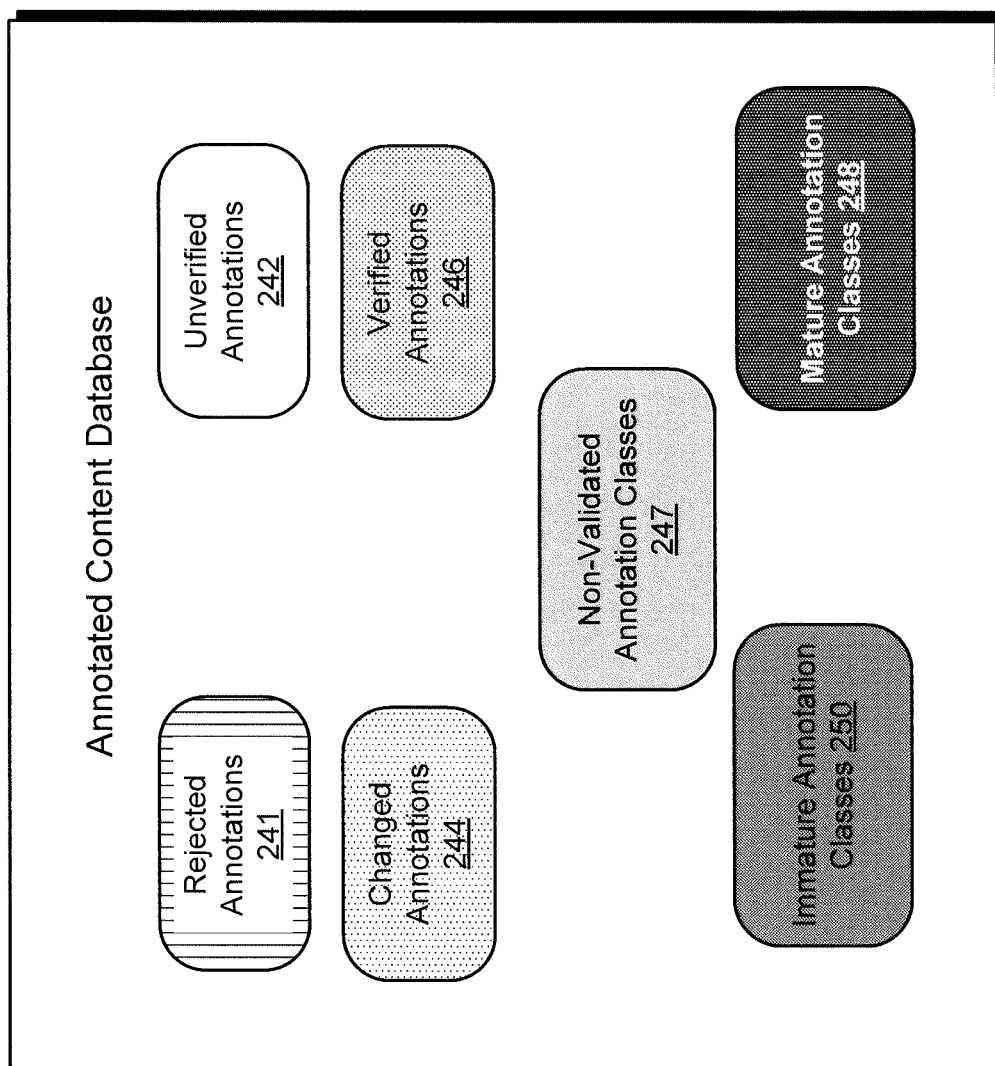 Annotated Content Database
Rejected
Annotations
241
Unverified
Annotations
242
Changed
Annotations
244
Verified
Annotations
246
Non-Validated
Annotation Classes
247
Immature Annotation
Classes 250
Mature Annotation
Classes 248